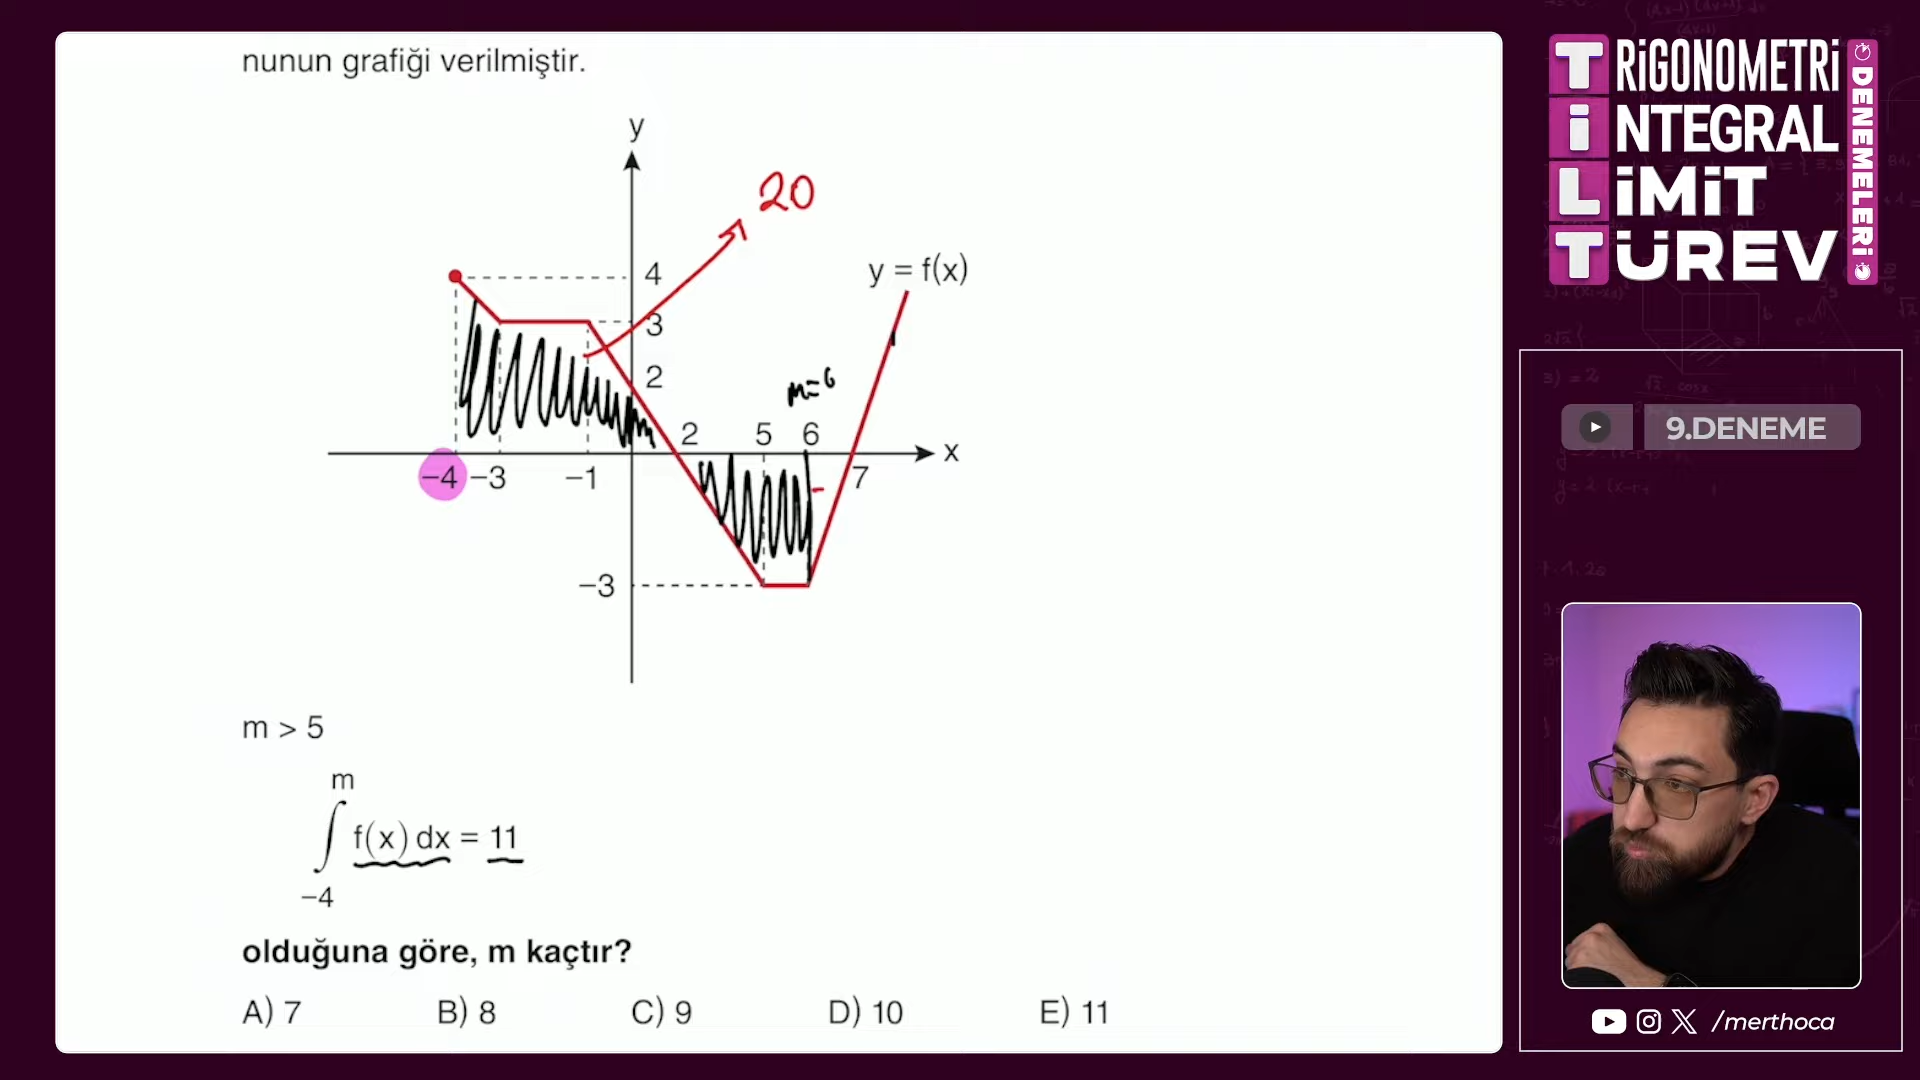 nunun grafiği verilmiştir.
y
20
4
y = f(x)
3
2
m=6
2 5 6
x
−4 −3 −1 7
−3
m > 5
m
∫ f(x) dx = 11
−4
olduğuna göre, m kaçtır?
A) 7 B) 8 C) 9 D) 10 E) 11
TRiGONOMETRi
iNTEGRAL
LiMiT
TÜREV
DENEMELERi
9.DENEME
/merthoca